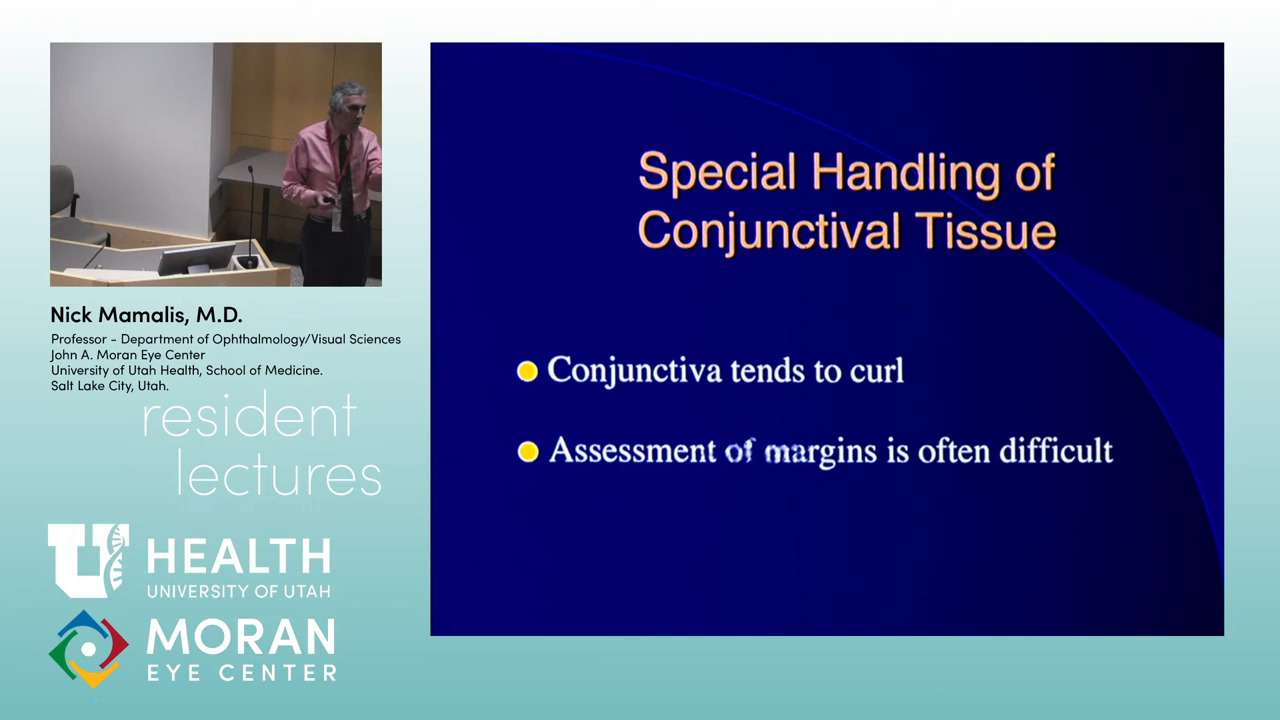 Special Handling of
Conjunctival Tissue
Conjunctiva tends to curl
Assessment of margins is often difficult
Nick Mamalis, M.D.
Professor - Department of Ophthalmology/Visual Sciences
John A. Moran Eye Center
University of Utah Health, School of Medicine.
Salt Lake City, Utah.
resident
lectures
U HEALTH
UNIVERSITY OF UTAH
MORAN
EYE CENTER